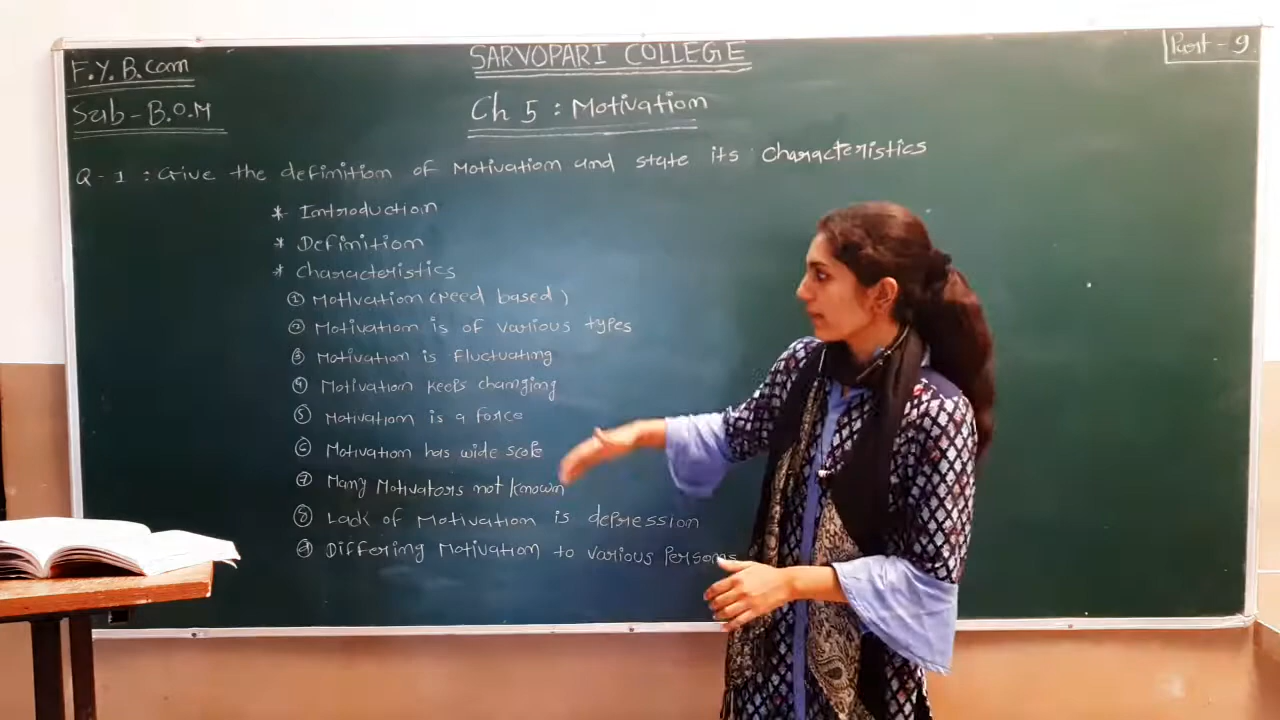 SARVOPARI COLLEGE
Part - 9
F.Y. B.Com
Sub - B.O.M
Ch 5 : Motivation
Q - 1 : Give the definition of Motivation and state its characteristics
* Introduction
* Definition
* characteristics
① Motivation (Need based)
② Motivation is of various types
③ Motivation is fluctuating
④ Motivation keeps changing
⑤ Motivation is a force
⑥ Motivation has wide scope
⑦ Many Motivators not known
⑧ Lack of Motivation is depression
⑨ Differing Motivation to various Persons